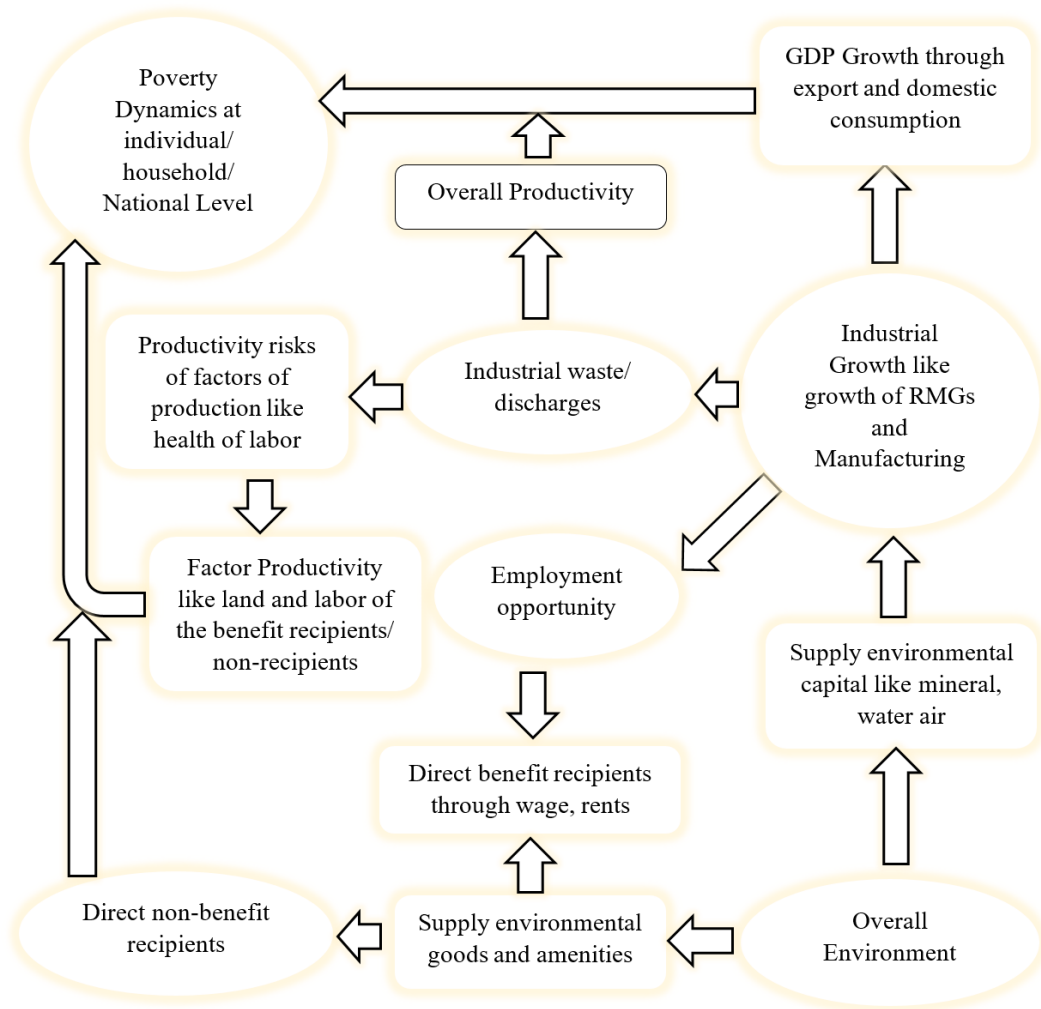 Poverty
Dynamics at
individual/
household/
National Level
GDP Growth through
export and domestic
consumption
Overall Productivity
Productivity risks
of factors of
production like
health of labor
Industrial waste/
discharges
Industrial
Growth like
growth of RMGs
and
Manufacturing
Factor Productivity
like land and labor of
the benefit recipients/
non-recipients
Employment
opportunity
Supply environmental
capital like mineral,
water air
Direct benefit recipients
through wage, rents
Direct non-benefit
recipients
Supply environmental
goods and amenities
Overall
Environment